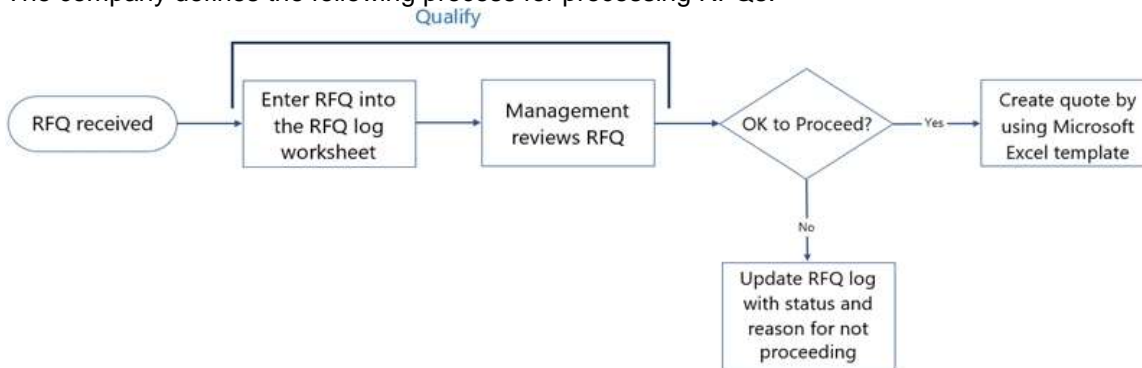 The company defines the following process for processing RFQs:
Qualify
RFQ received
Enter RFQ into
the RFQ log
worksheet
Management
reviews RFQ
OK to Proceed?
Yes
Create quote by
using Microsoft
Excel template
No
Update RFQ log
with status and
reason for not
proceeding